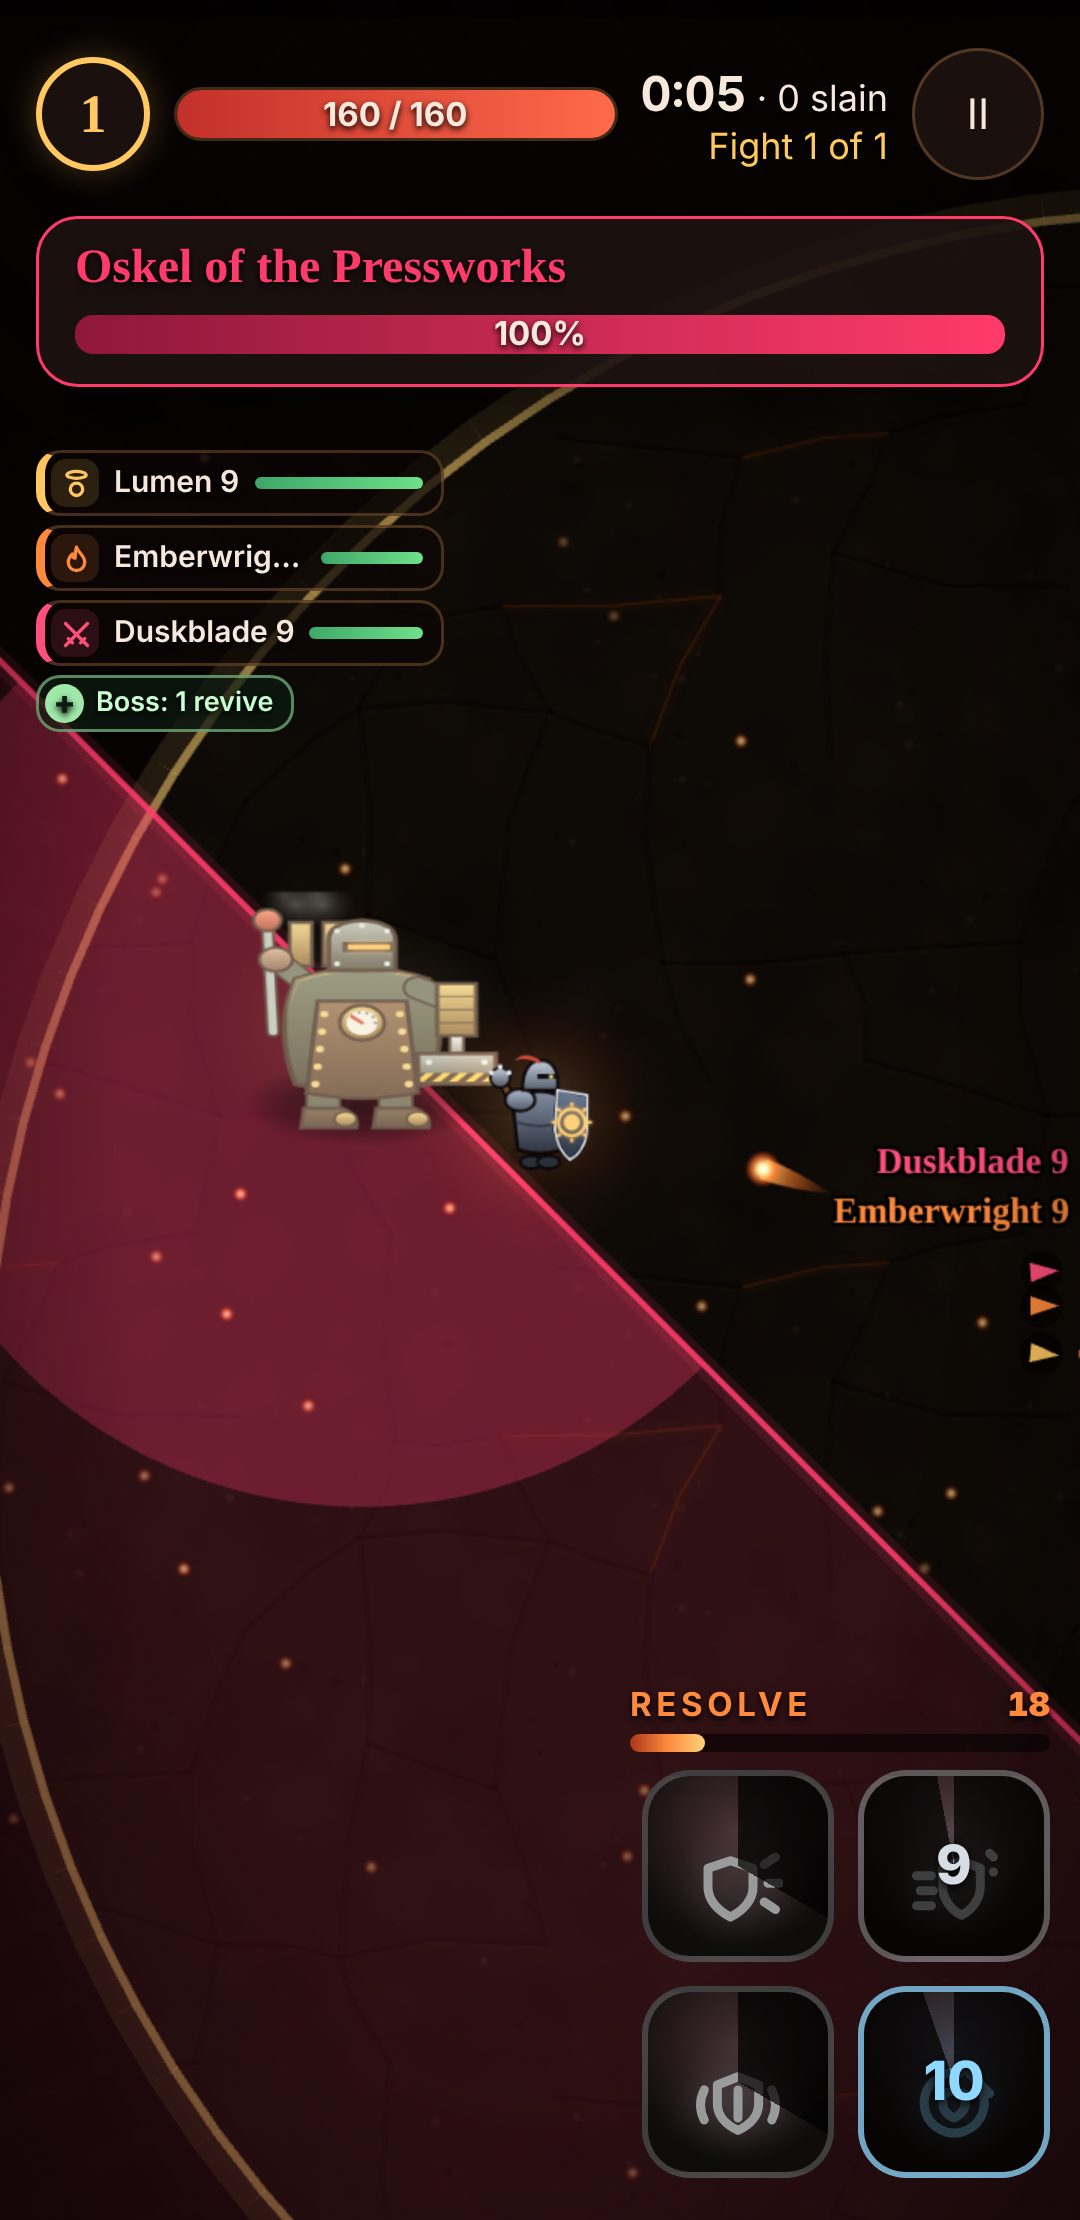 1
160 / 160
0:05 · 0 slain
Fight 1 of 1
Oskel of the Pressworks
100%
Lumen 9
Emberwrig...
Duskblade 9
Boss: 1 revive
Duskblade 9
Emberwright 9
RESOLVE 18
9
10